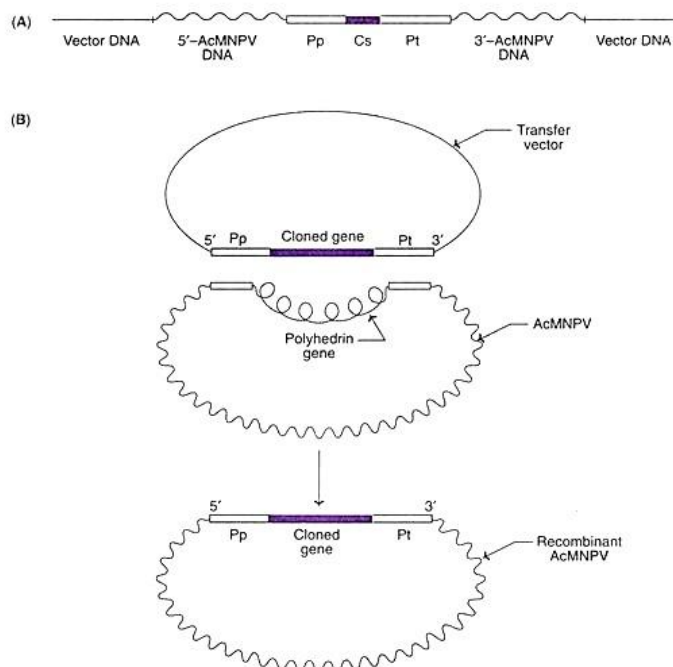 (A)
Vector DNA 5′–AcMNPV Pp Cs Pt 3′–AcMNPV Vector DNA
DNA DNA
(B)
Transfer
vector
5′ Pp Cloned gene Pt 3′
Polyhedrin
gene
AcMNPV
5′ 3′
Pp Cloned Pt
gene
Recombinant
AcMNPV